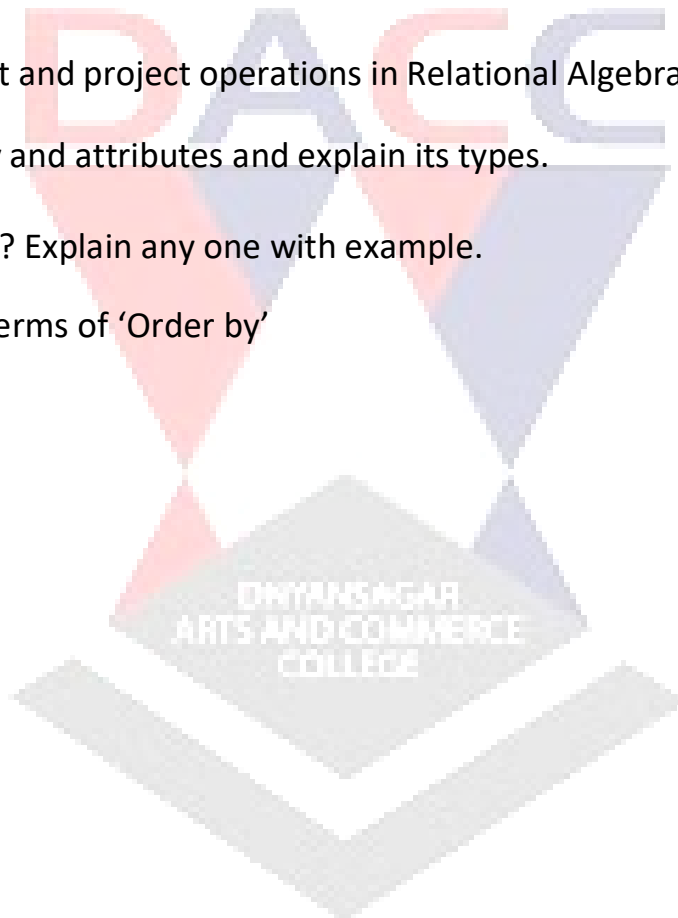 DACC
t and project operations in Relational Algebra
and attributes and explain its types.
? Explain any one with example.
erms of ‘Order by’
DNYANSAGAR
ARTS AND COMMERCE
COLLEGE